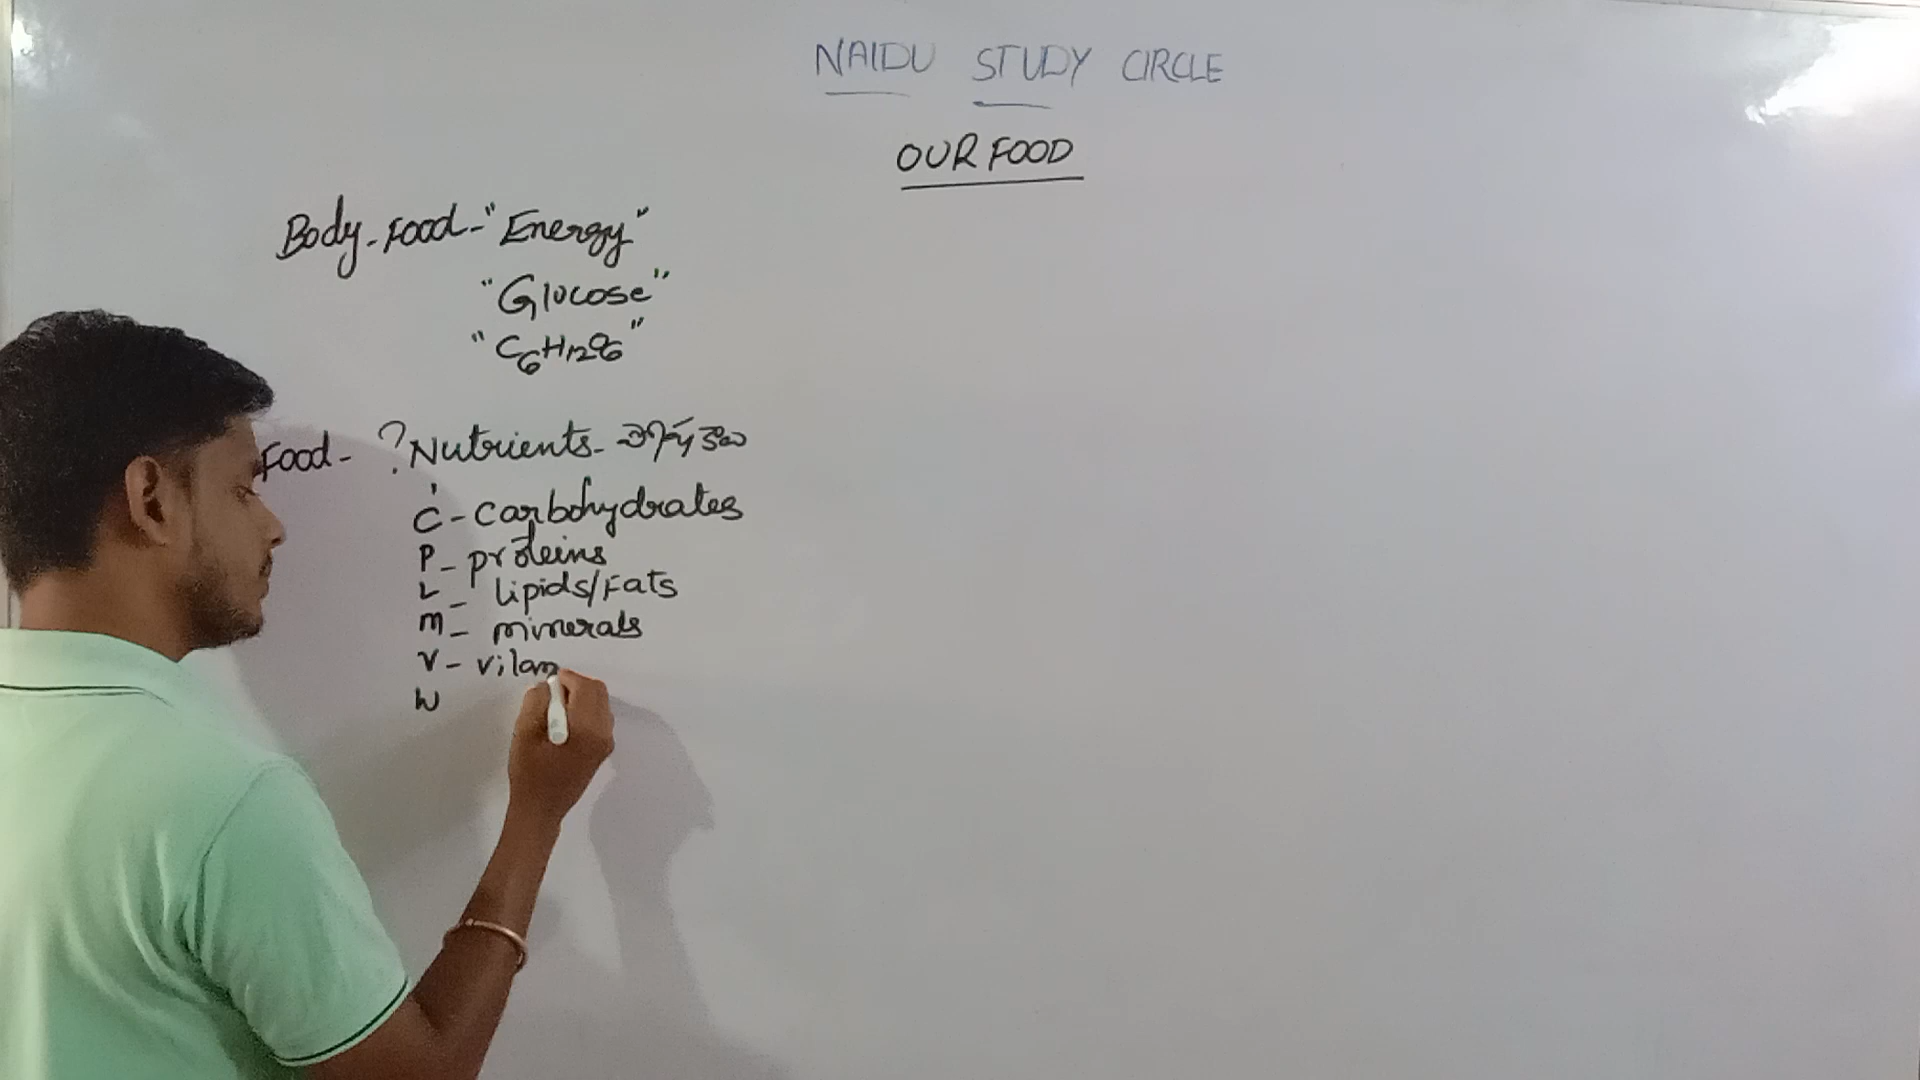 NAIDU STUDY CIRCLE
OUR FOOD
Body - Food - "Energy"
"Glucose"
"C6H12O6"
Food - ? Nutrients - పోషకాలు
C - carbohydrates
P - proteins
L - lipids/Fats
m - minerals
V - vitam
W